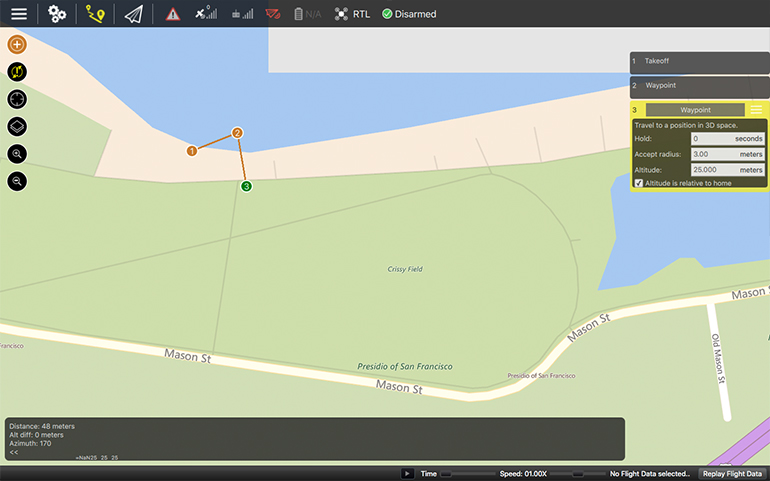 0
N/A
RTL
Disarmed
1 Takeoff
2 Waypoint
3 Waypoint
Travel to a position in 3D space.
Hold: 0 seconds
Accept radius: 3.00 meters
Altitude: 25.000 meters
Altitude is relative to home
1
2
3
Crissy Field
Mason St
Mason St
Old Mason St
Francisco
Mason St
Presidio of San Francisco
Presidio of San Francisco
Mason St
Distance: 48 meters
Alt diff: 0 meters
Azimuth: 170
<<
=NaN25 25 25
Time Speed: 01.00X No Flight Data selected.. Replay Flight Data